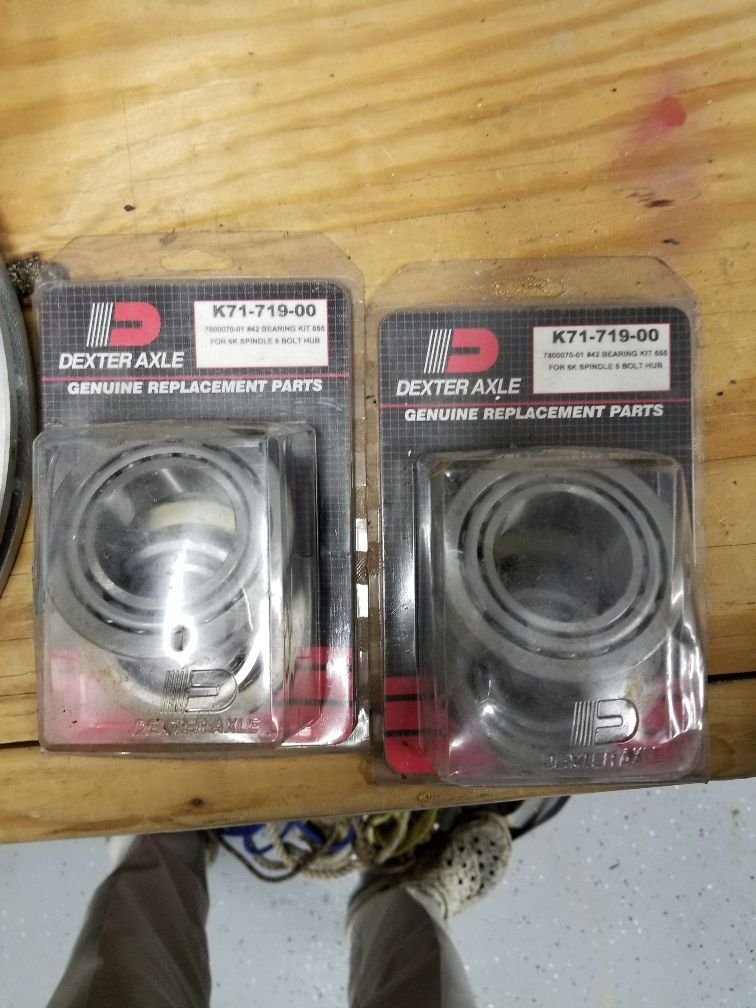 K71-719-00
7800070-01 #42 BEARING KIT 655
FOR 6K SPINDLE 6 BOLT HUB
DEXTER AXLE
GENUINE REPLACEMENT PARTS
DEXTER AXLE
K71-719-00
7800070-01 #42 BEARING KIT 655
FOR 6K SPINDLE 6 BOLT HUB
DEXTER AXLE
GENUINE REPLACEMENT PARTS
DEXTER AXLE